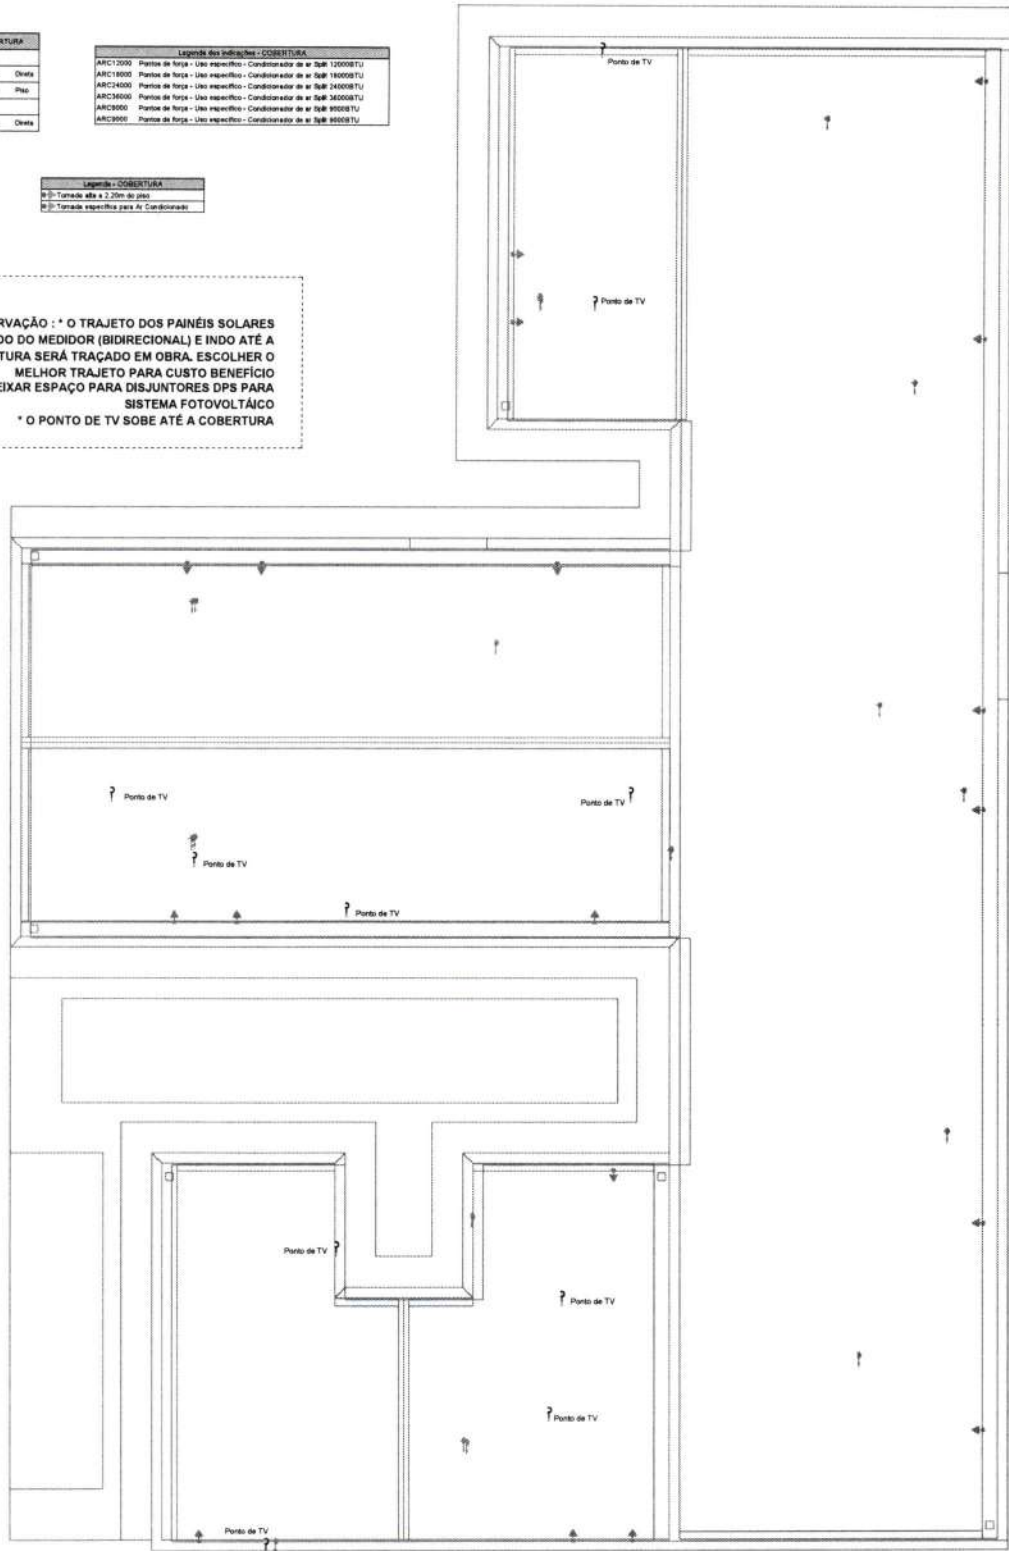 RTURA
Direta
Piso
Direta
Legenda das Indicações - COBERTURA
ARC12000 Pontos de força - Uso específico - Condicionador de ar Split 12000BTU
ARC18000 Pontos de força - Uso específico - Condicionador de ar Split 18000BTU
ARC24000 Pontos de força - Uso específico - Condicionador de ar Split 24000BTU
ARC36000 Pontos de força - Uso específico - Condicionador de ar Split 36000BTU
ARC9000 Pontos de força - Uso específico - Condicionador de ar Split 9000BTU
ARC9000 Pontos de força - Uso específico - Condicionador de ar Split 9000BTU
Legenda - COBERTURA
Tomada alta a 2.20m do piso
Tomada específica para Ar Condicionado
RVAÇÃO : * O TRAJETO DOS PAINÉIS SOLARES
DO DO MEDIDOR (BIDIRECIONAL) E INDO ATÉ A
TURA SERÁ TRAÇADO EM OBRA. ESCOLHER O
MELHOR TRAJETO PARA CUSTO BENEFÍCIO
EIXAR ESPAÇO PARA DISJUNTORES DPS PARA
SISTEMA FOTOVOLTÁICO
* O PONTO DE TV SOBE ATÉ A COBERTURA
Ponto de TV
Ponto de TV
Ponto de TV
Ponto de TV
Ponto de TV
Ponto de TV
Ponto de TV
Ponto de TV
Ponto de TV
Ponto de TV